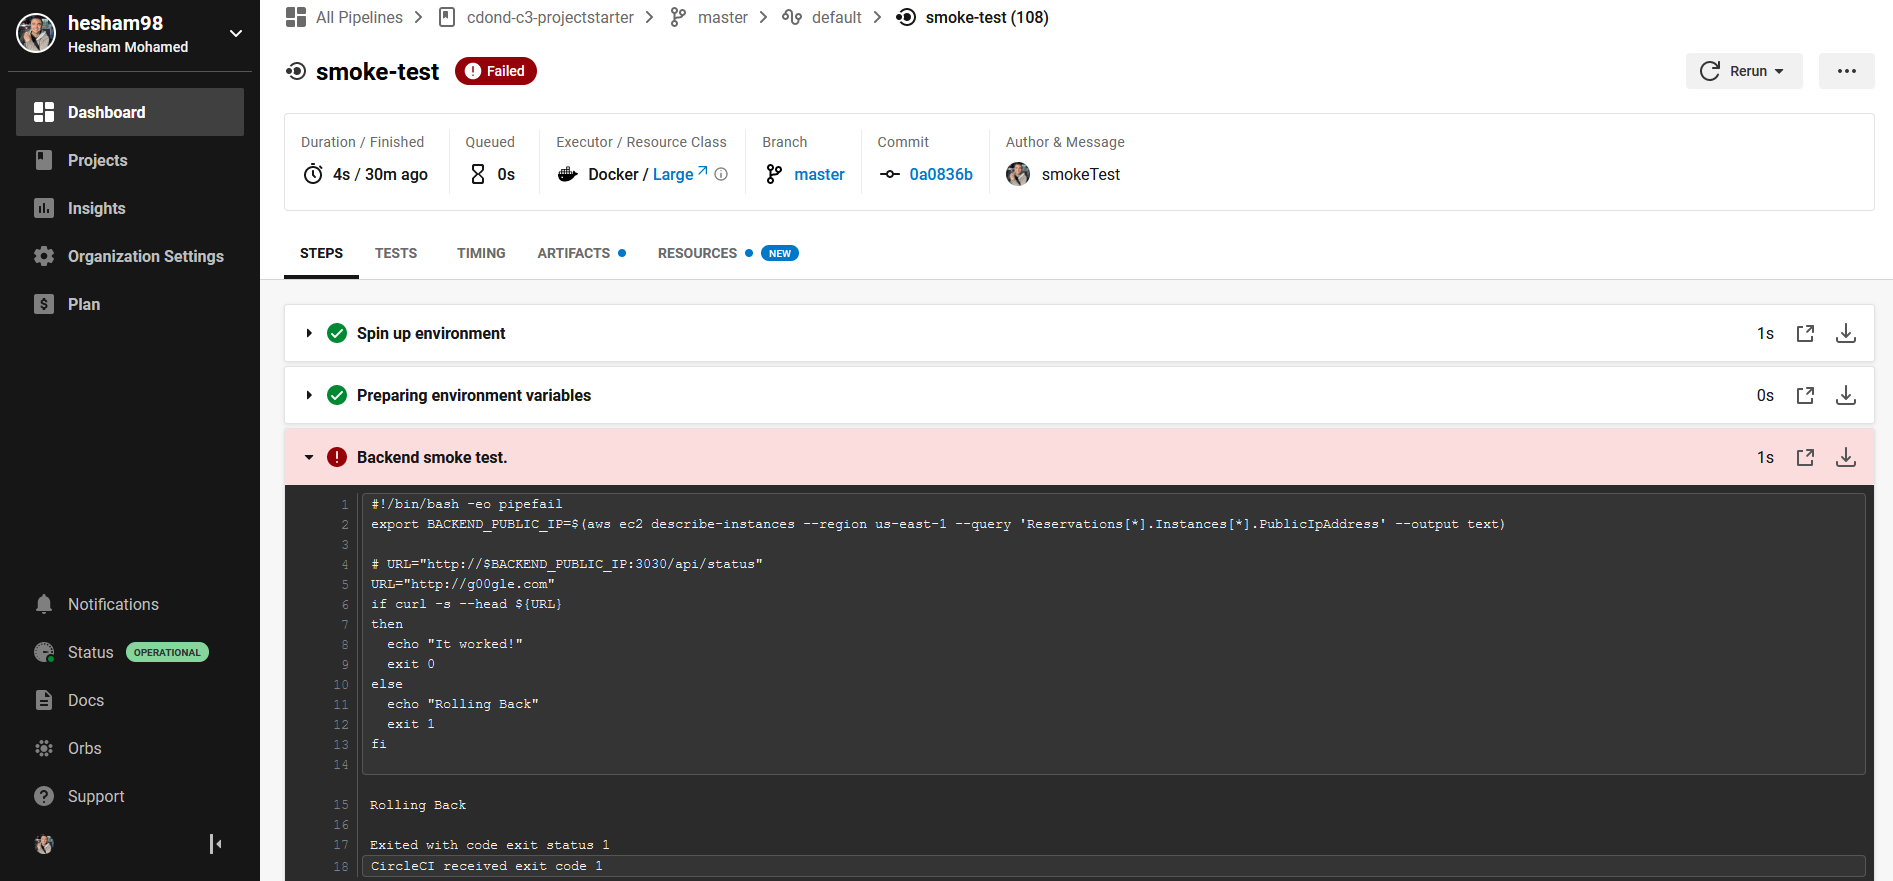 hesham98
Hesham Mohamed
Dashboard
Projects
Insights
Organization Settings
$ Plan
Notifications
Status OPERATIONAL
Docs
Orbs
? Support
All Pipelines cdond-c3-projectstarter master default smoke-test (108)
smoke-test ! Failed
Rerun
Duration / Finished Queued Executor / Resource Class Branch Commit Author & Message
4s / 30m ago 0s Docker / Large master 0a0836b smokeTest
STEPS TESTS TIMING ARTIFACTS RESOURCES NEW
Spin up environment 1s
Preparing environment variables 0s
! Backend smoke test. 1s
1 #!/bin/bash -eo pipefail
2 export BACKEND_PUBLIC_IP=$(aws ec2 describe-instances --region us-east-1 --query 'Reservations[*].Instances[*].PublicIpAddress' --output text)
3
4 # URL="http://$BACKEND_PUBLIC_IP:3030/api/status"
5 URL="http://g00gle.com"
6 if curl -s --head ${URL}
7 then
8   echo "It worked!"
9   exit 0
10 else
11   echo "Rolling Back"
12   exit 1
13 fi
14
15 Rolling Back
16
17 Exited with code exit status 1
18 CircleCI received exit code 1